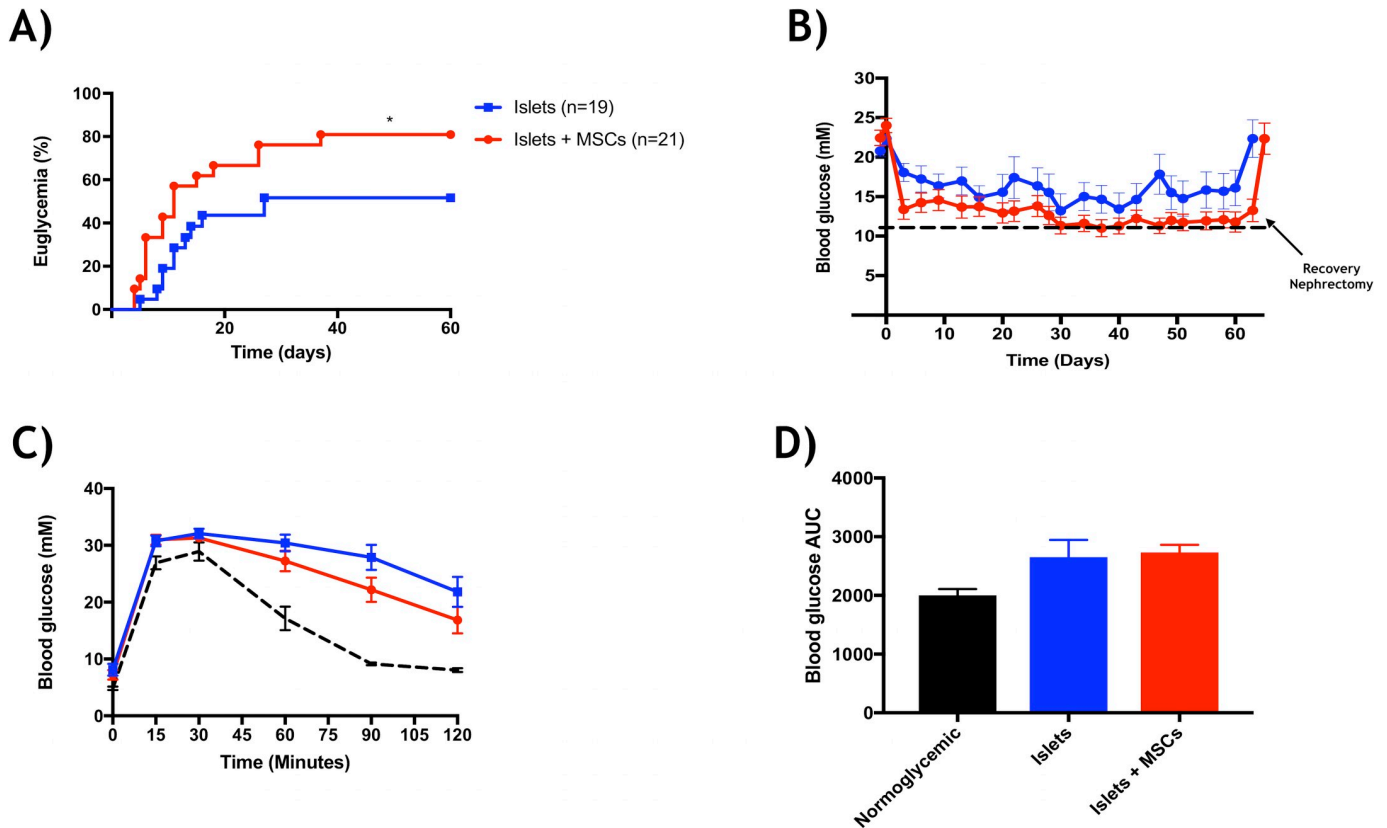 A)
100
80
60
40
20
0
Euglycemia (%)
*
20
40
60
Time (days)
Islets (n=19)
Islets + MSCs (n=21)
B)
30
25
20
15
10
5
Blood glucose (mM)
0
10
20
30
40
50
60
Time (Days)
Recovery
Nephrectomy
C)
40
30
20
10
0
Blood glucose (mM)
0
15
30
45
60
75
90
105
120
Time (Minutes)
D)
4000
3000
2000
1000
0
Blood glucose AUC
Normoglycemic
Islets
Islets + MSCs